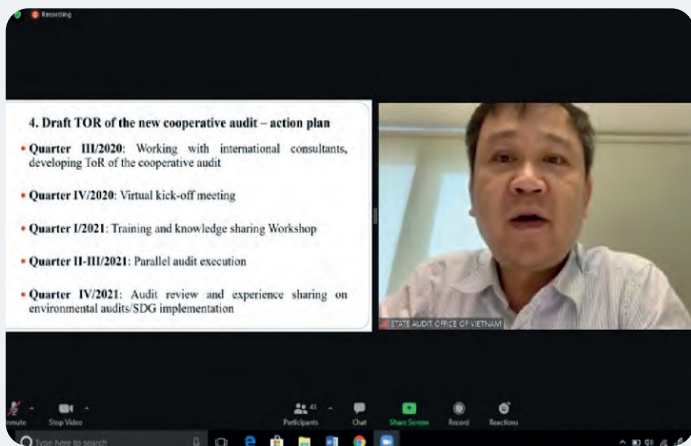 Recording
4. Draft TOR of the new cooperative audit – action plan
• Quarter III/2020: Working with international consultants,
developing ToR of the cooperative audit
• Quarter IV/2020: Virtual kick-off meeting
• Quarter I/2021: Training and knowledge sharing Workshop
• Quarter II-III/2021: Parallel audit execution
• Quarter IV/2021: Audit review and experience sharing on
environmental audits/SDG implementation
STATE AUDIT OFFICE OF VIETNAM
41
nmute
Stop Video
Participants
Chat
Share Screen
Record
Reactions
Type here to search